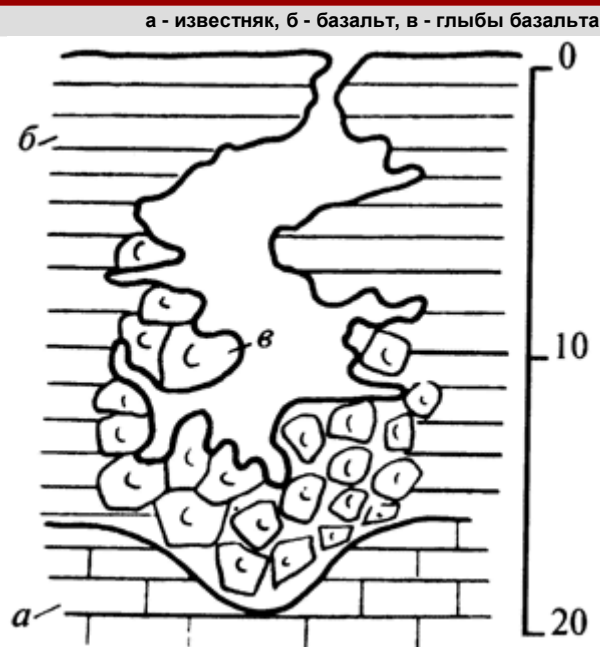 а - известняк, б - базальт, в - глыбы базальта
0
б
в
10
а
20